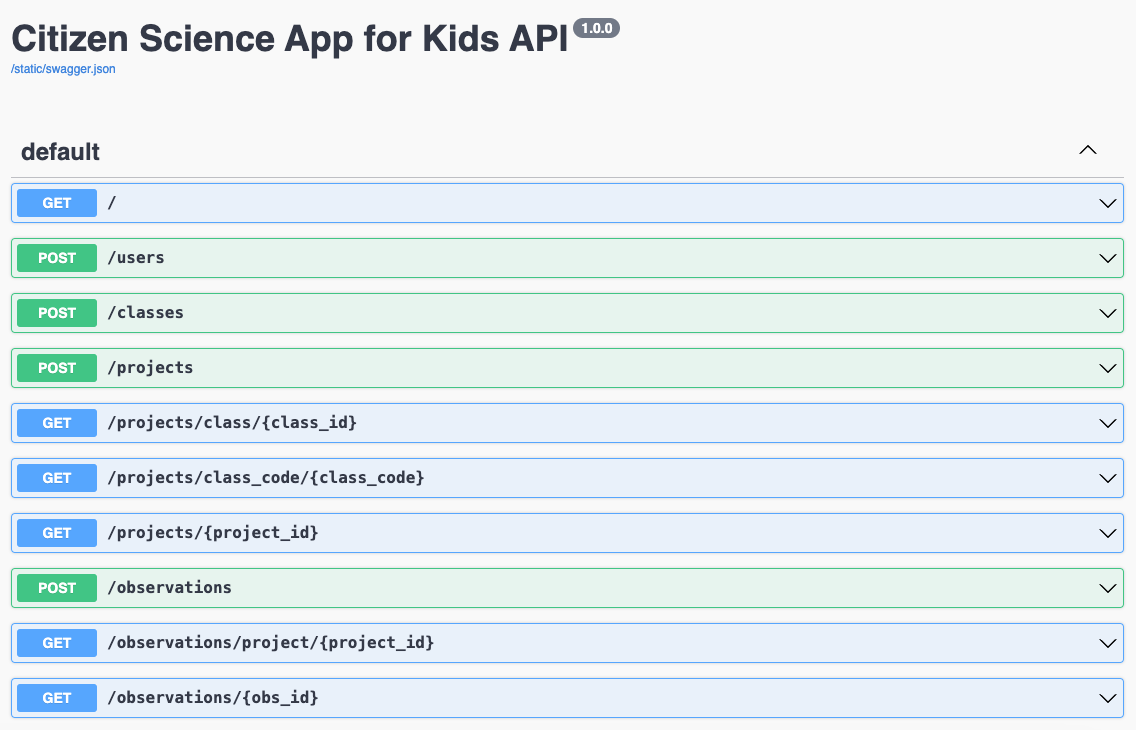 Citizen Science App for Kids API 1.0.0
/static/swagger.json
default
GET /
POST /users
POST /classes
POST /projects
GET /projects/class/{class_id}
GET /projects/class_code/{class_code}
GET /projects/{project_id}
POST /observations
GET /observations/project/{project_id}
GET /observations/{obs_id}